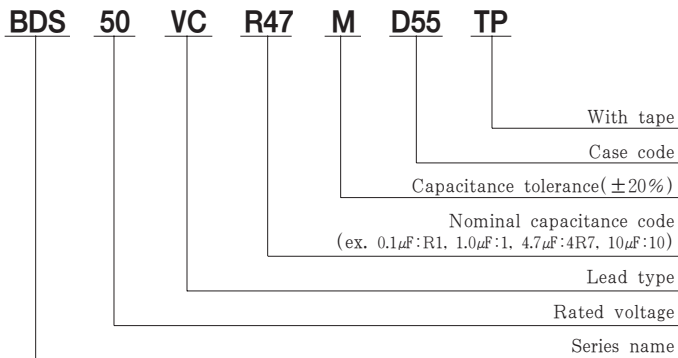 BDS 50 VC R47 M D55 TP
With tape
Case code
Capacitance tolerance(±20%)
Nominal capacitance code
(ex. 0.1μF:R1, 1.0μF:1, 4.7μF:4R7, 10μF:10)
Lead type
Rated voltage
Series name